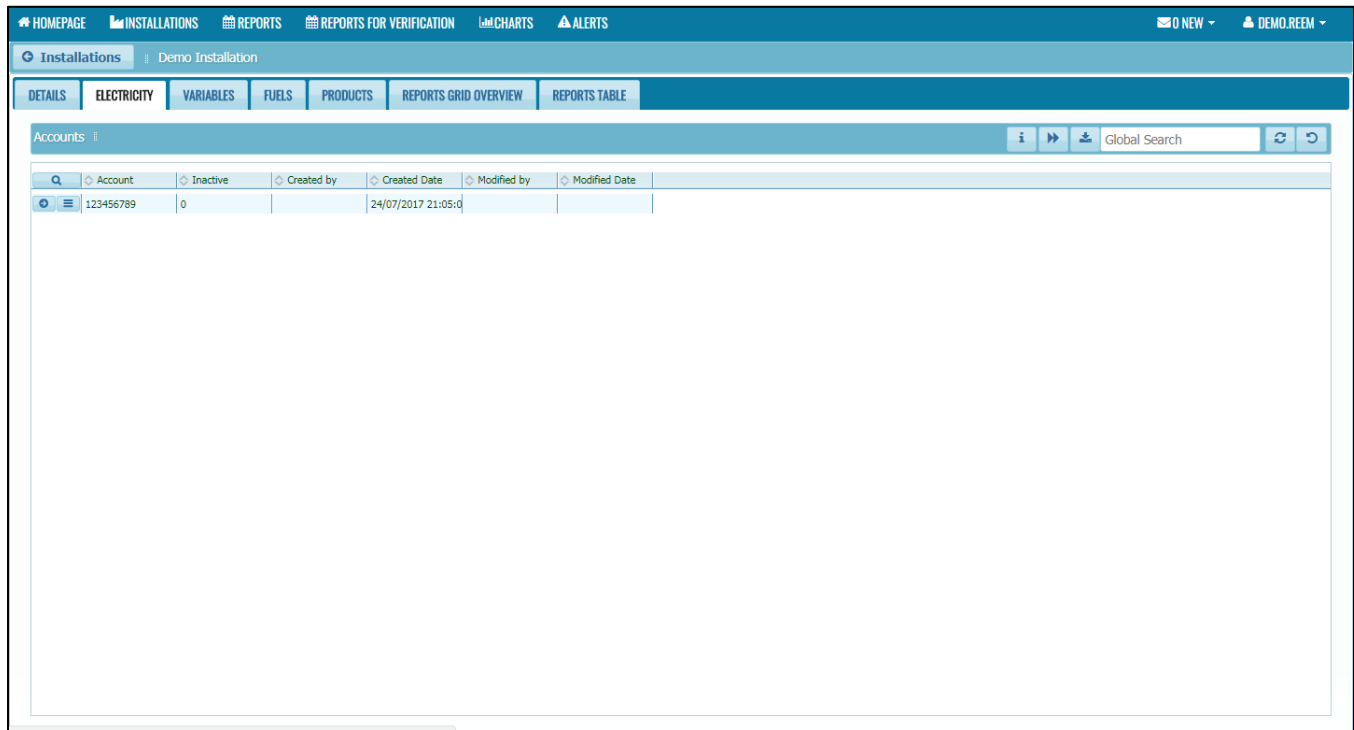 HOMEPAGE INSTALLATIONS REPORTS REPORTS FOR VERIFICATION CHARTS ALERTS 0 NEW DEMO.REEM
Installations Demo Installation
DETAILS ELECTRICITY VARIABLES FUELS PRODUCTS REPORTS GRID OVERVIEW REPORTS TABLE
Accounts Global Search
Account Inactive Created by Created Date Modified by Modified Date
123456789 0 24/07/2017 21:05:0